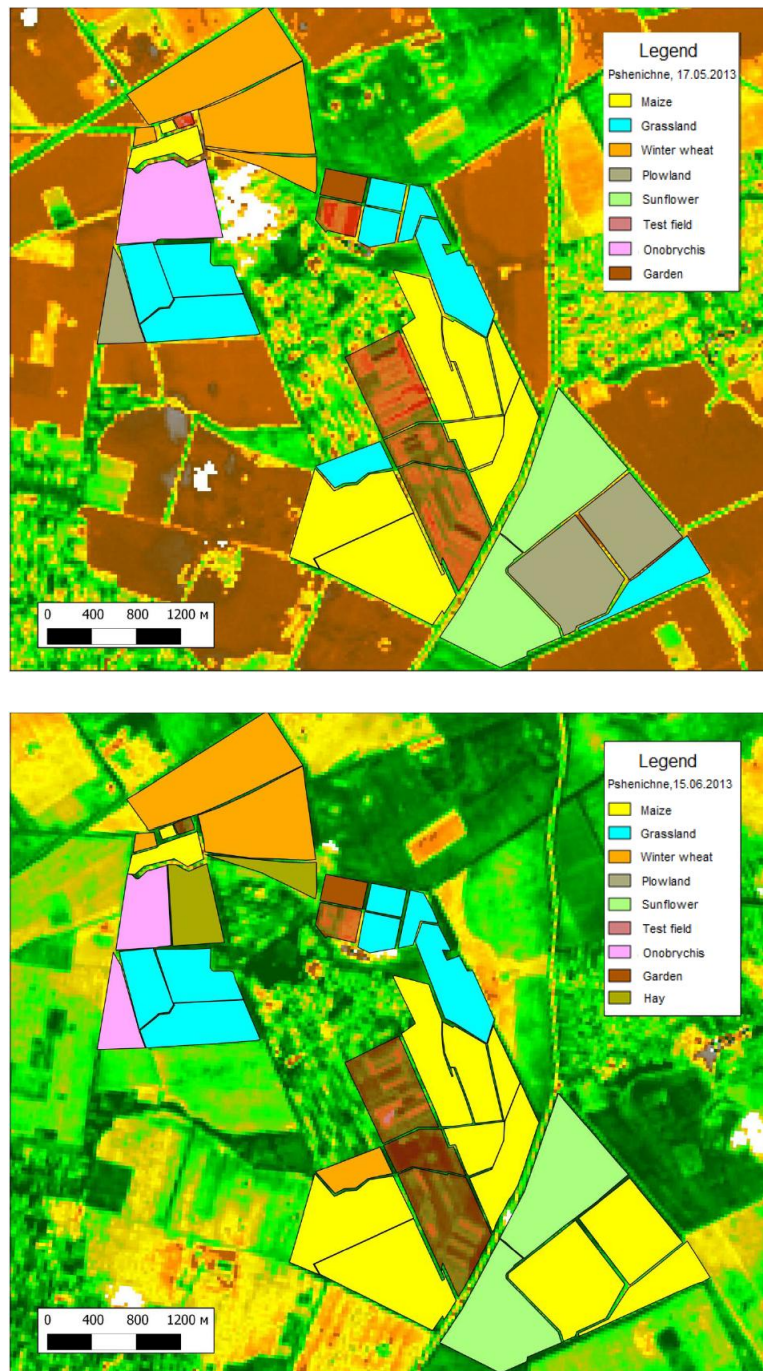 Legend
Pshenichne, 17.05.2013
Maize
Grassland
Winter wheat
Plowland
Sunflower
Test field
Onobrychis
Garden
0 400 800 1200 м
Legend
Pshenichne,15.06.2013
Maize
Grassland
Winter wheat
Plowland
Sunflower
Test field
Onobrychis
Garden
Hay
0 400 800 1200 м